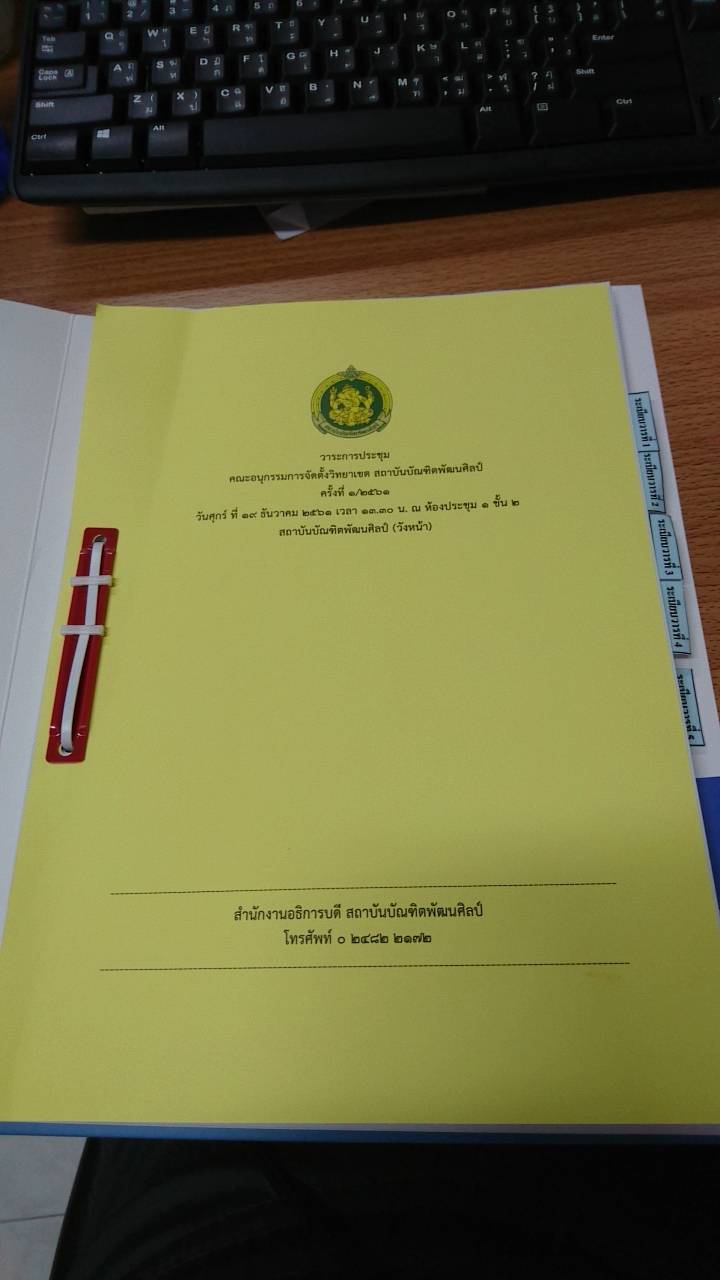 วาระการประชุม
คณะอนุกรรมการจัดตั้งวิทยาเขต สถาบันบัณฑิตพัฒนศิลป์
ครั้งที่ ๑/๒๕๖๑
วันศุกร์ ที่ ๑๙ ธันวาคม ๒๕๖๑ เวลา ๑๓.๓๐ น. ณ ห้องประชุม ๑ ชั้น ๒
สถาบันบัณฑิตพัฒนศิลป์ (วังหน้า)
สำนักงานอธิการบดี สถาบันบัณฑิตพัฒนศิลป์
โทรศัพท์ ๐ ๒๔๘๒ ๒๑๗๒
ระเบียบวาระที่ 1
ระเบียบวาระที่ 2
ระเบียบวาระที่ 3
ระเบียบวาระที่ 4
ระเบียบวาระที่
Tab
Q W E R T Y U I O P
Enter
Caps Lock A
A S D F G H J K L
Shift
Z X C V B N M
Shift
Ctrl
Alt
Alt
Ctrl